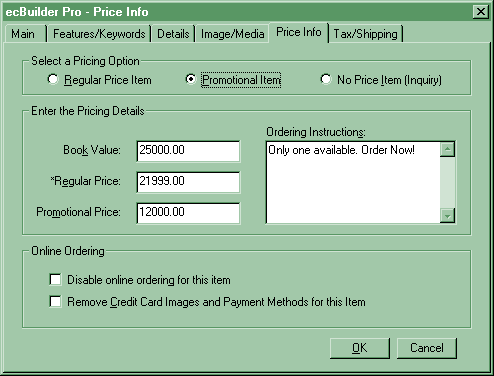 ecBuilder Pro - Price Info
Main Features/Keywords Details Image/Media Price Info Tax/Shipping
Select a Pricing Option
Regular Price Item Promotional Item No Price Item (Inquiry)
Enter the Pricing Details
Ordering Instructions:
Book Value: 25000.00 Only one available. Order Now!
*Regular Price: 21999.00
Promotional Price: 12000.00
Online Ordering
Disable online ordering for this item
Remove Credit Card Images and Payment Methods for this Item
OK Cancel